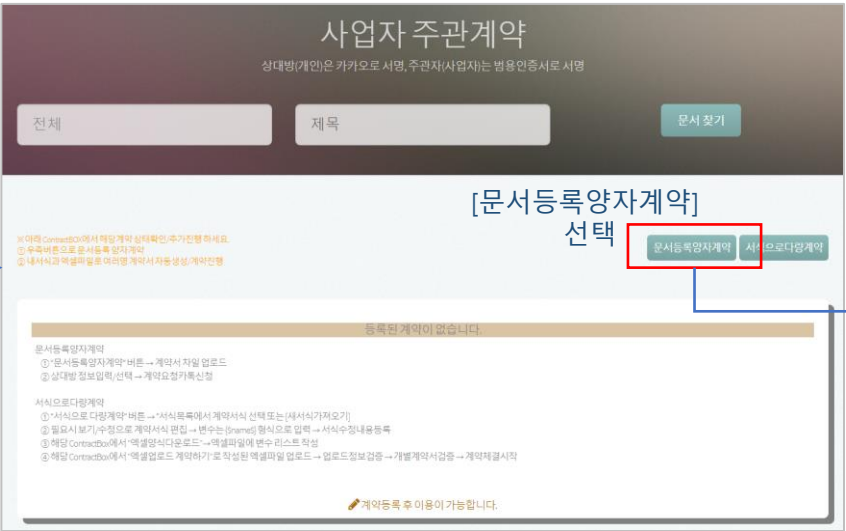 사업자 주관계약
상대방(개인)은 카카오로 서명, 주관자(사업자)는 범용인증서로 서명
전체
제목
문서 찾기
[문서등록양자계약]
선택
※ 아래 ContractBOX에서 해당계약 상태확인/추가진행 하세요.
① 우측버튼으로 문서등록 양자계약
② 내서식과 엑셀파일로 여러명 계약서 자동생성/계약진행
문서등록양자계약
서식으로다량계약
등록된 계약이 없습니다.
문서등록양자계약
① "문서등록양자계약" 버튼 → 계약서 파일 업로드
② 상대방 정보입력/선택 → 계약요청카톡신청
서식으로다량계약
① "서식으로 다량계약" 버튼 → "서식목록에서 계약서식 선택 또는 [새서식가져오기]
② 필요시 보기/수정으로 계약서식 편집 → 변수는 {$name$} 형식으로 입력 → 서식수정내용등록
③ 해당 ContractBox에서 "엑셀양식다운로드"→엑셀파일에 변수 리스트 작성
④ 해당 ContractBox에서 "엑셀업로드 계약하기"로 작성된 엑셀파일 업로드 → 업로드정보검증 → 개별계약서검증 → 계약체결시작
계약등록 후 이용이 가능합니다.